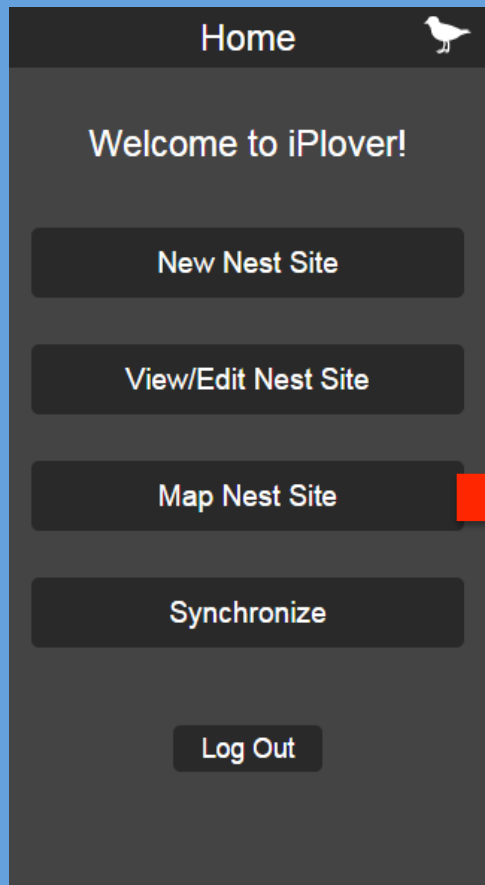 Home
Welcome to iPlover!
New Nest Site
View/Edit Nest Site
Map Nest Site
Synchronize
Log Out